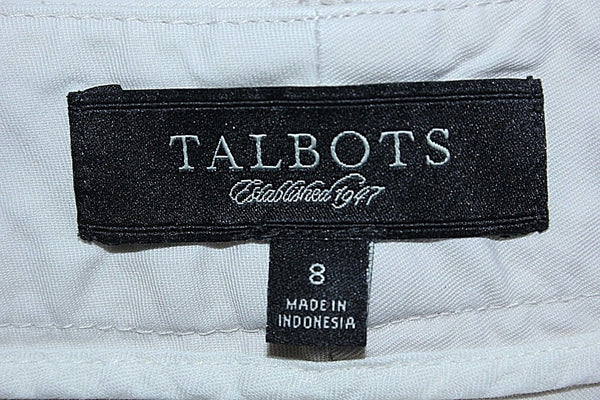 TALBOTS
Established 1947
8
MADE IN
INDONESIA